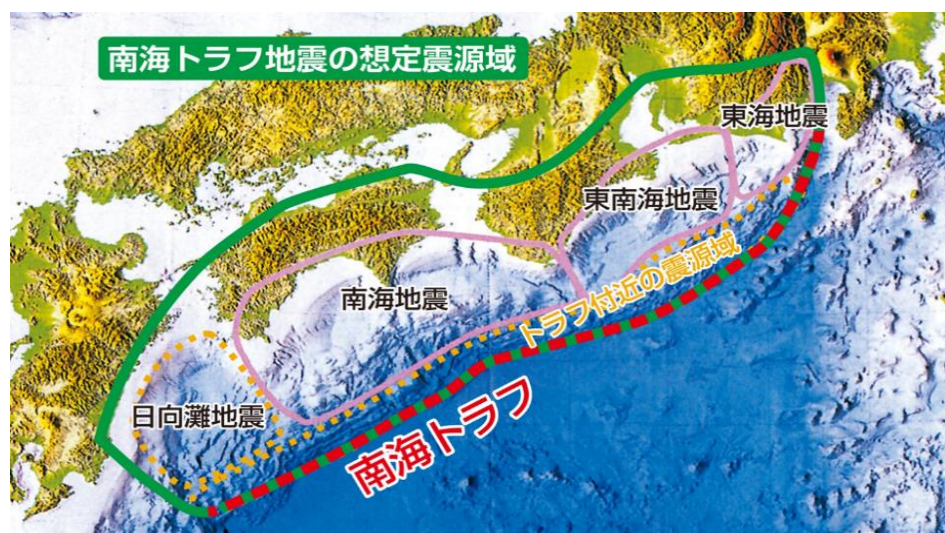 南海トラフ地震の想定震源域
東海地震
東南海地震
トラフ付近の震源域
南海地震
日向灘地震
南海トラフ